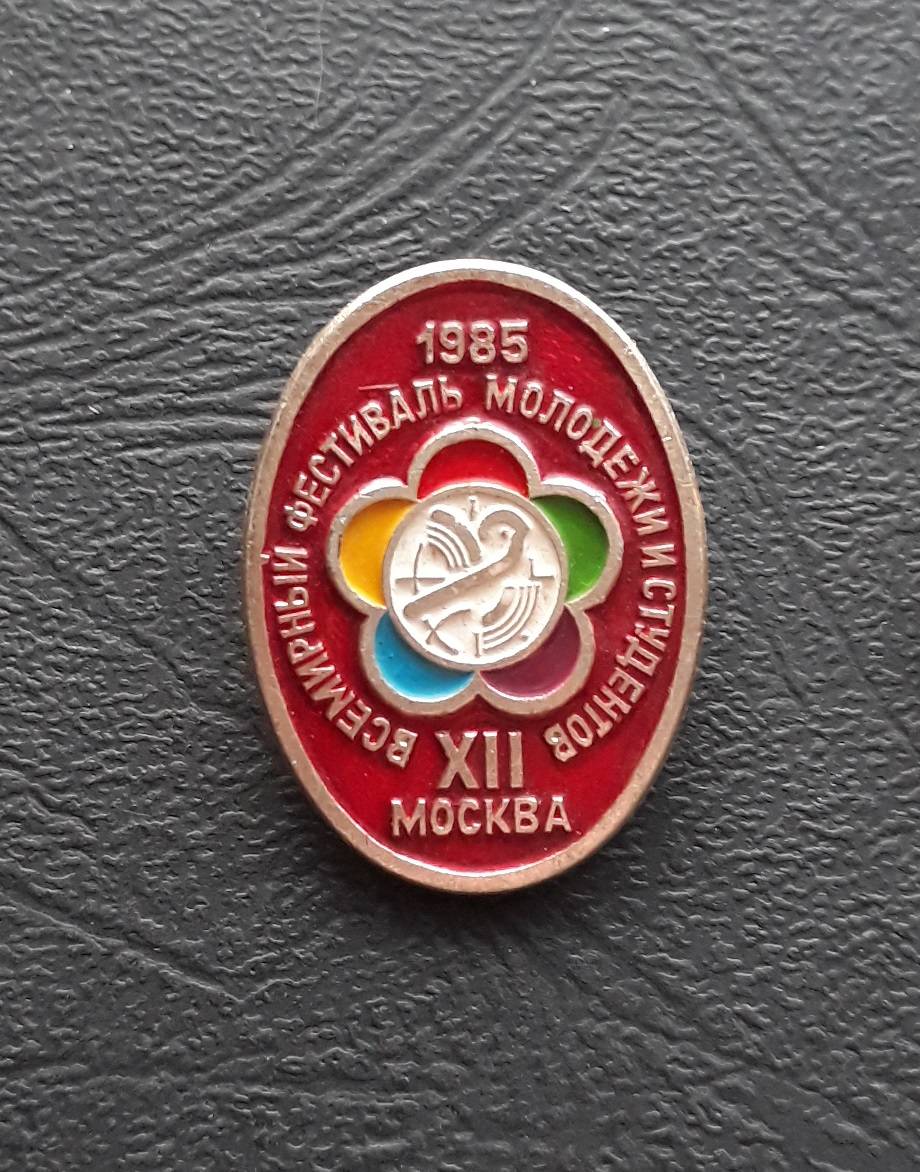 1985
ВСЕМИРНЫЙ ФЕСТИВАЛЬ МОЛОДЕЖИ И СТУДЕНТОВ
XII
МОСКВА